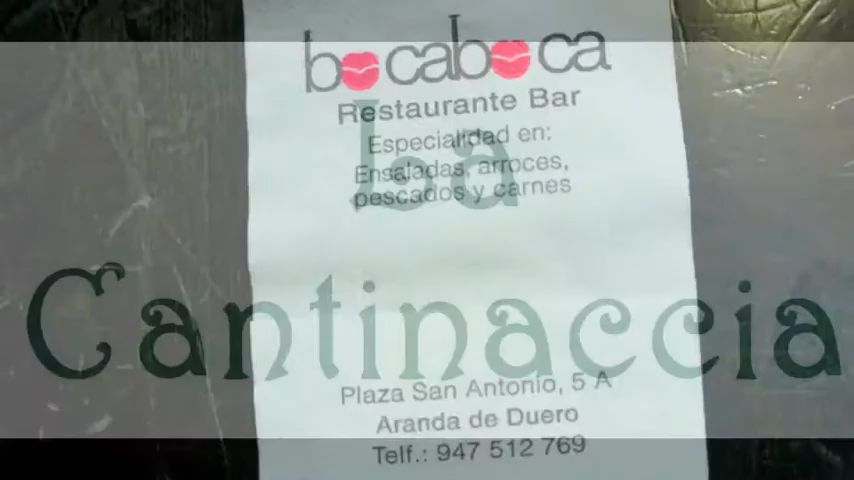 bocaboca
Restaurante Bar
Especialidad en:
Ensaladas, arroces,
pescados y carnes
La
Cantinaccia
Plaza San Antonio, 5 A
Aranda de Duero
Telf.: 947 512 769